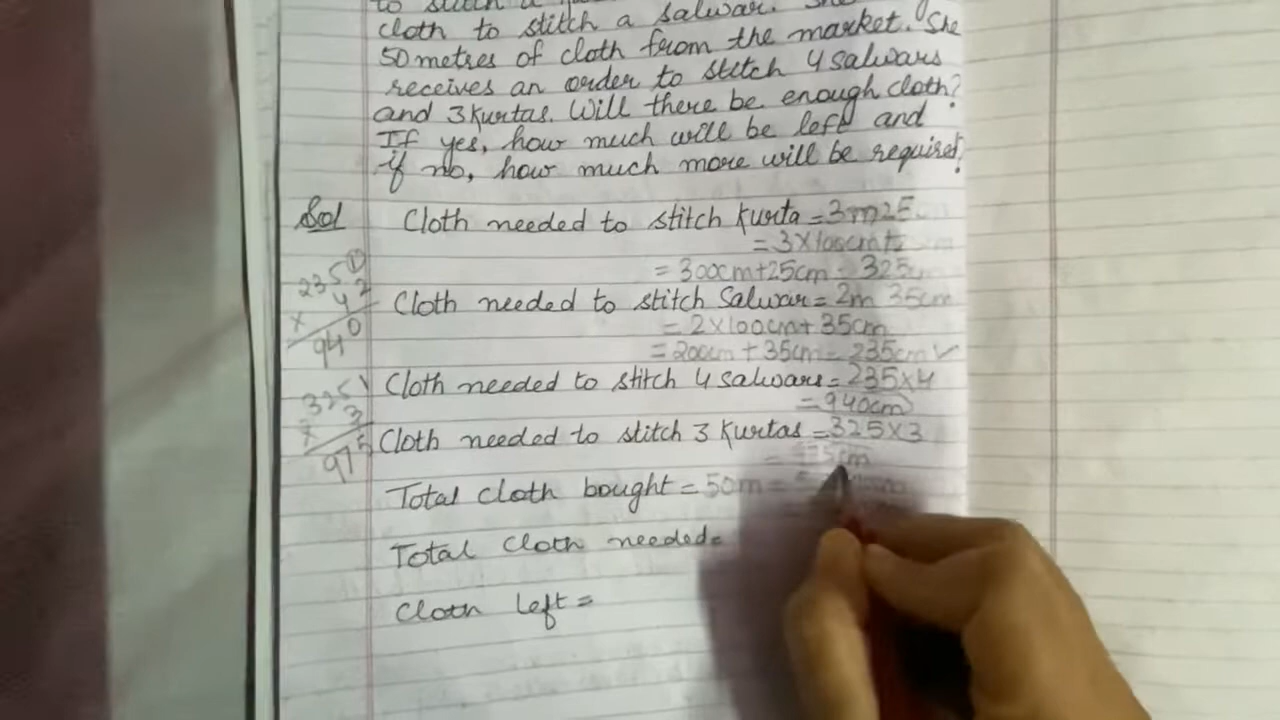 cloth to stitch a salwar. She
50 metres of cloth from the market. She
receives an order to stitch 4 salwars
and 3 Kurtas. Will there be enough cloth?
If yes, how much will be left and
if no, how much more will be required?
Sol Cloth needed to stitch Kurta = 3m 25
= 3×100cm +
= 300cm+25cm = 325
Cloth needed to stitch Salwar = 2m 35cm
= 2×100cm + 35cm
= 200cm + 35cm = 235cm ✓
Cloth needed to stitch 4 salwars = 235×4
= 940cm
Cloth needed to stitch 3 Kurtas = 325×3
= 975cm
Total cloth bought = 50m =
Total cloth needed =
Cloth left =
235
× 4
940
325
× 3
975